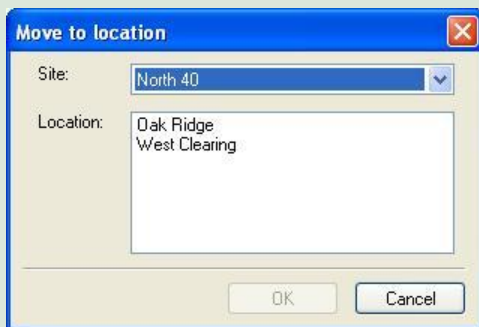 Move to location
Site:
North 40
Location:
Oak Ridge
West Clearing
OK
Cancel